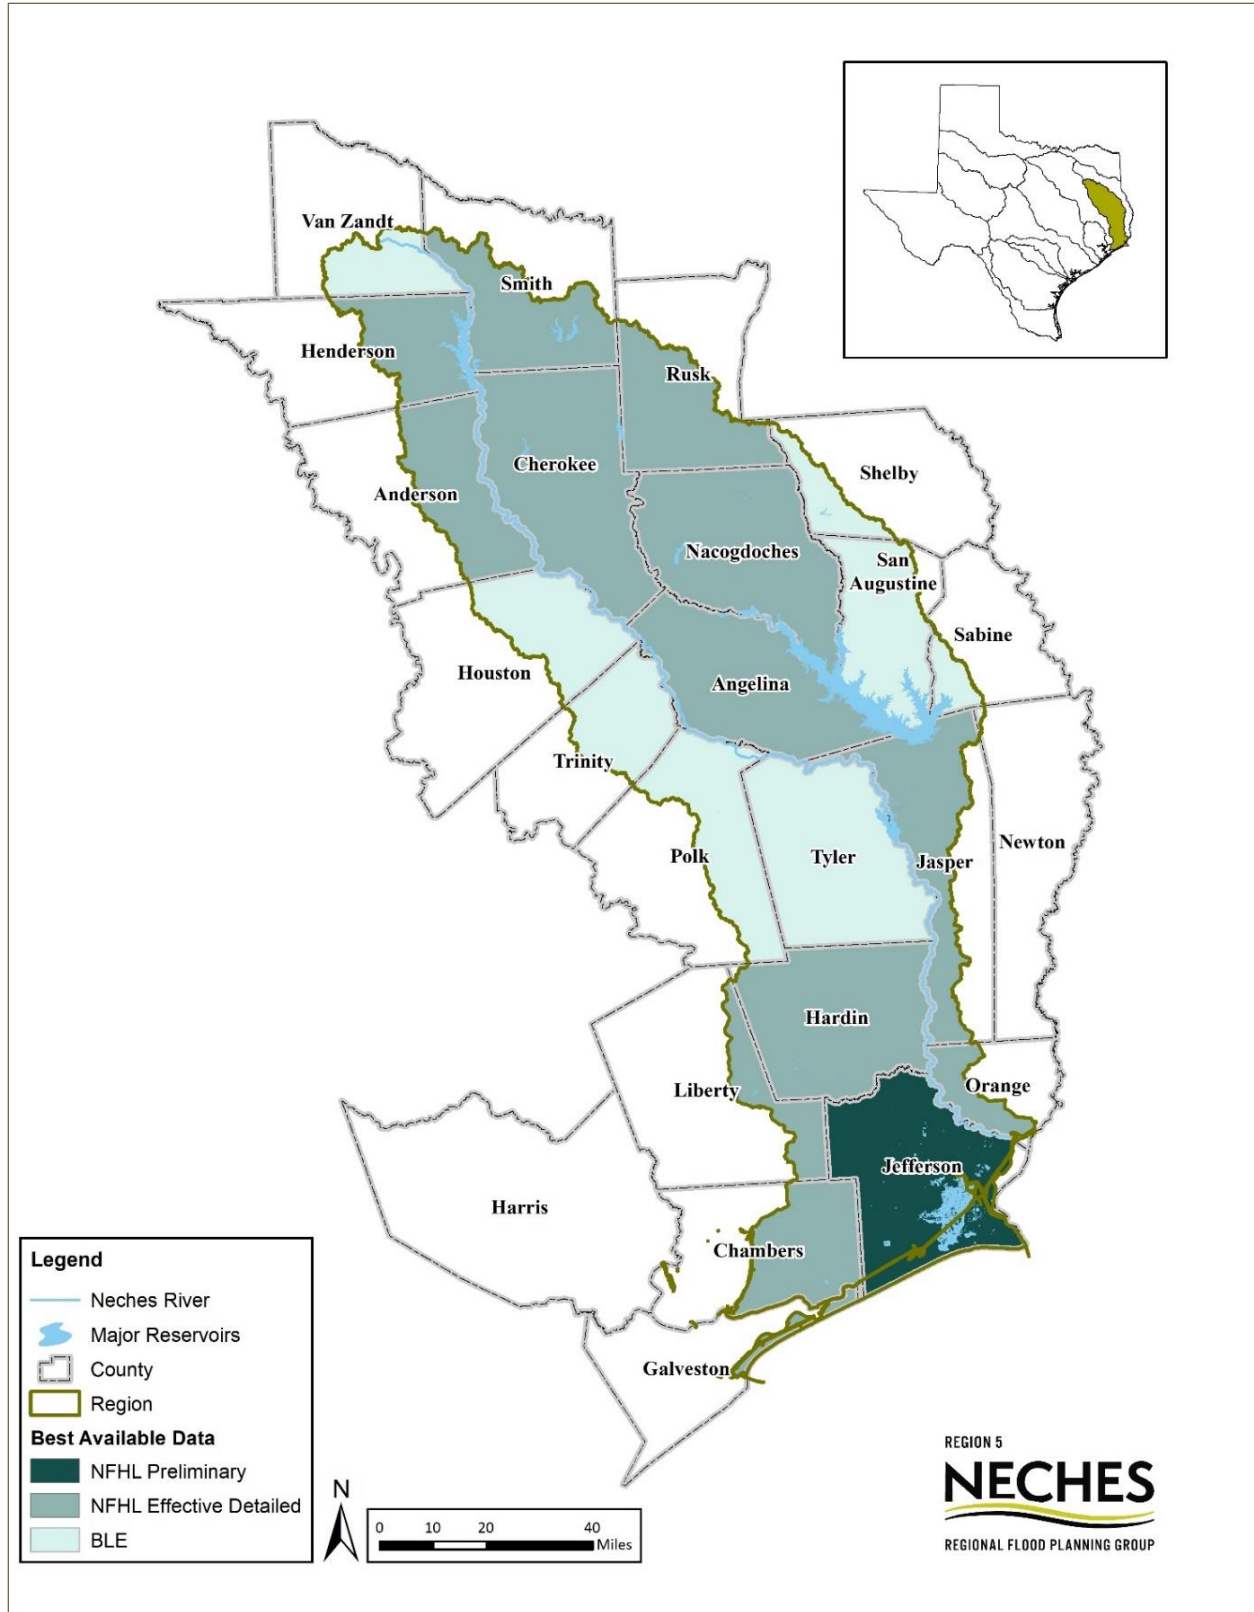 Van Zandt
Smith
Henderson
Rusk
Cherokee
Shelby
Anderson
Nacogdoches
San
Augustine
Sabine
Houston
Angelina
Trinity
Polk
Tyler
Jasper
Newton
Hardin
Liberty
Orange
Jefferson
Harris
Chambers
Galveston
Legend
Neches River
Major Reservoirs
County
Region
Best Available Data
NFHL Preliminary
NFHL Effective Detailed
BLE
N
0 10 20 40
Miles
REGION 5
NECHES
REGIONAL FLOOD PLANNING GROUP